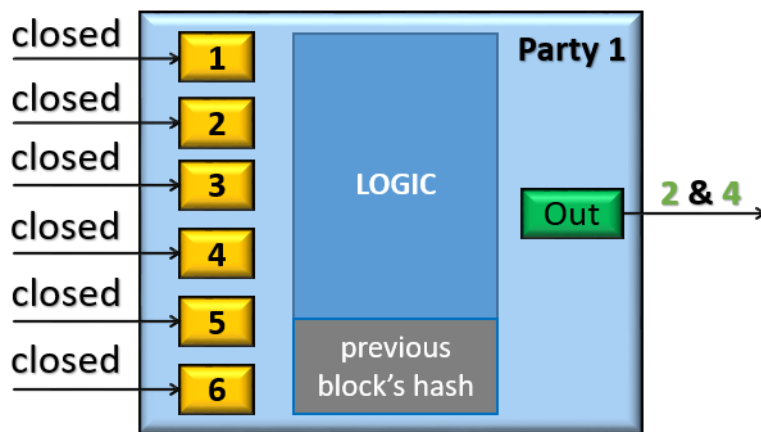 closed
1
Party 1
closed
2
closed
3
LOGIC
2 & 4
Out
closed
4
closed
5
closed
6
previous
block's hash